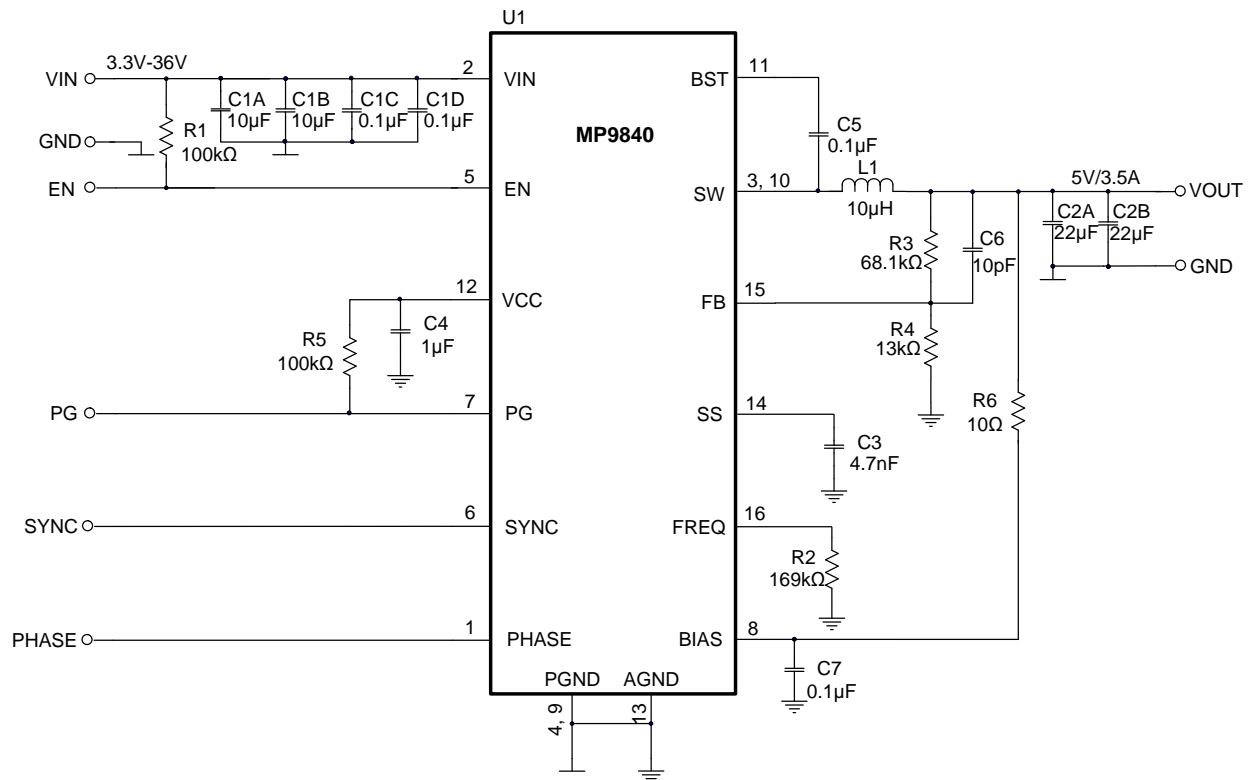 U1
3.3V-36V
VIN
2
VIN
BST
11
C1A
10µF
C1B
10µF
C1C
0.1µF
C1D
0.1µF
R1
100kΩ
GND
MP9840
C5
0.1µF
EN
5
EN
SW
3, 10
L1
10µH
5V/3.5A
VOUT
C2A
22µF
C2B
22µF
R3
68.1kΩ
C6
10pF
GND
12
VCC
FB
15
C4
1µF
R5
100kΩ
R4
13kΩ
PG
7
PG
SS
14
R6
10Ω
C3
4.7nF
SYNC
6
SYNC
FREQ
16
R2
169kΩ
PHASE
1
PHASE
BIAS
8
C7
0.1µF
PGND
AGND
4, 9
13